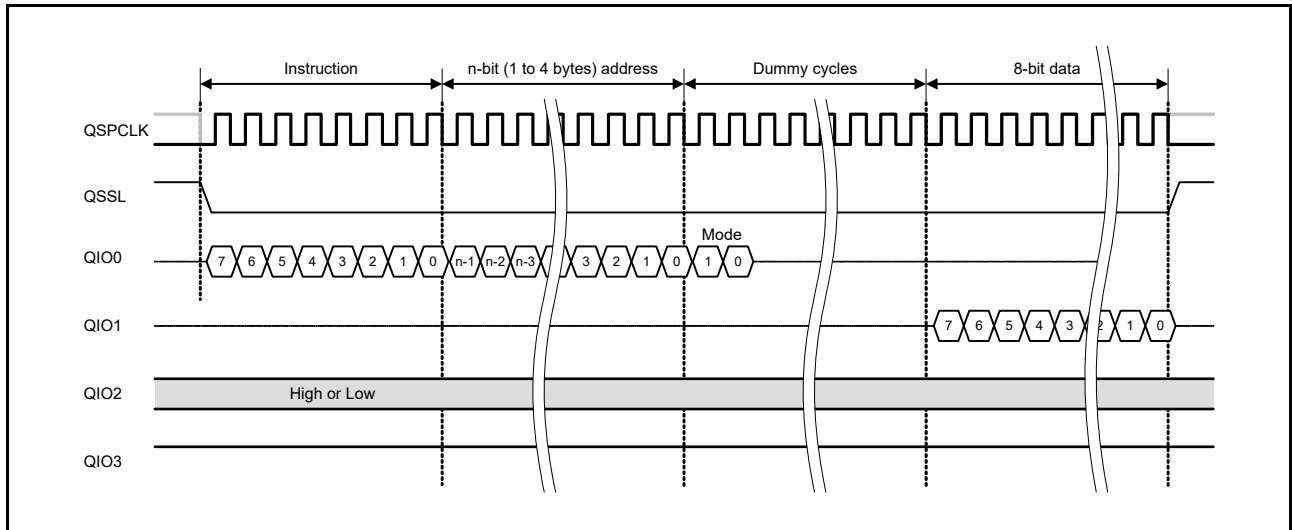 Instruction n-bit (1 to 4 bytes) address Dummy cycles 8-bit data
QSPCLK
QSSL
Mode
QIO0 7 6 5 4 3 2 1 0 n-1 n-2 n-3 3 2 1 0 1 0
QIO1 7 6 5 4 3 2 1 0
QIO2 High or Low
QIO3